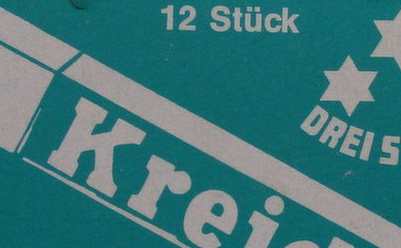 12 Stück
DREI S
Kreid